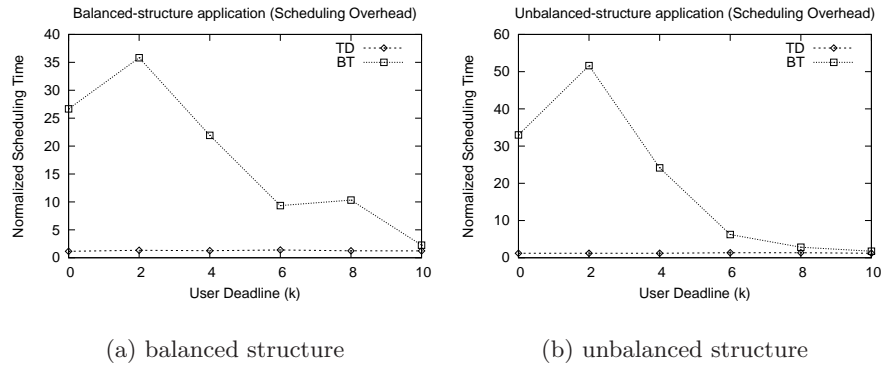 Balanced-structure application (Scheduling Overhead)
40
35
30
25
20
15
10
5
0
Normalized Scheduling Time
TD
BT
0 2 4 6 8 10
User Deadline (k)
(a) balanced structure
Unbalanced-structure application (Scheduling Overhead)
60
50
40
30
20
10
0
Normalized Scheduling Time
TD
BT
0 2 4 6 8 10
User Deadline (k)
(b) unbalanced structure